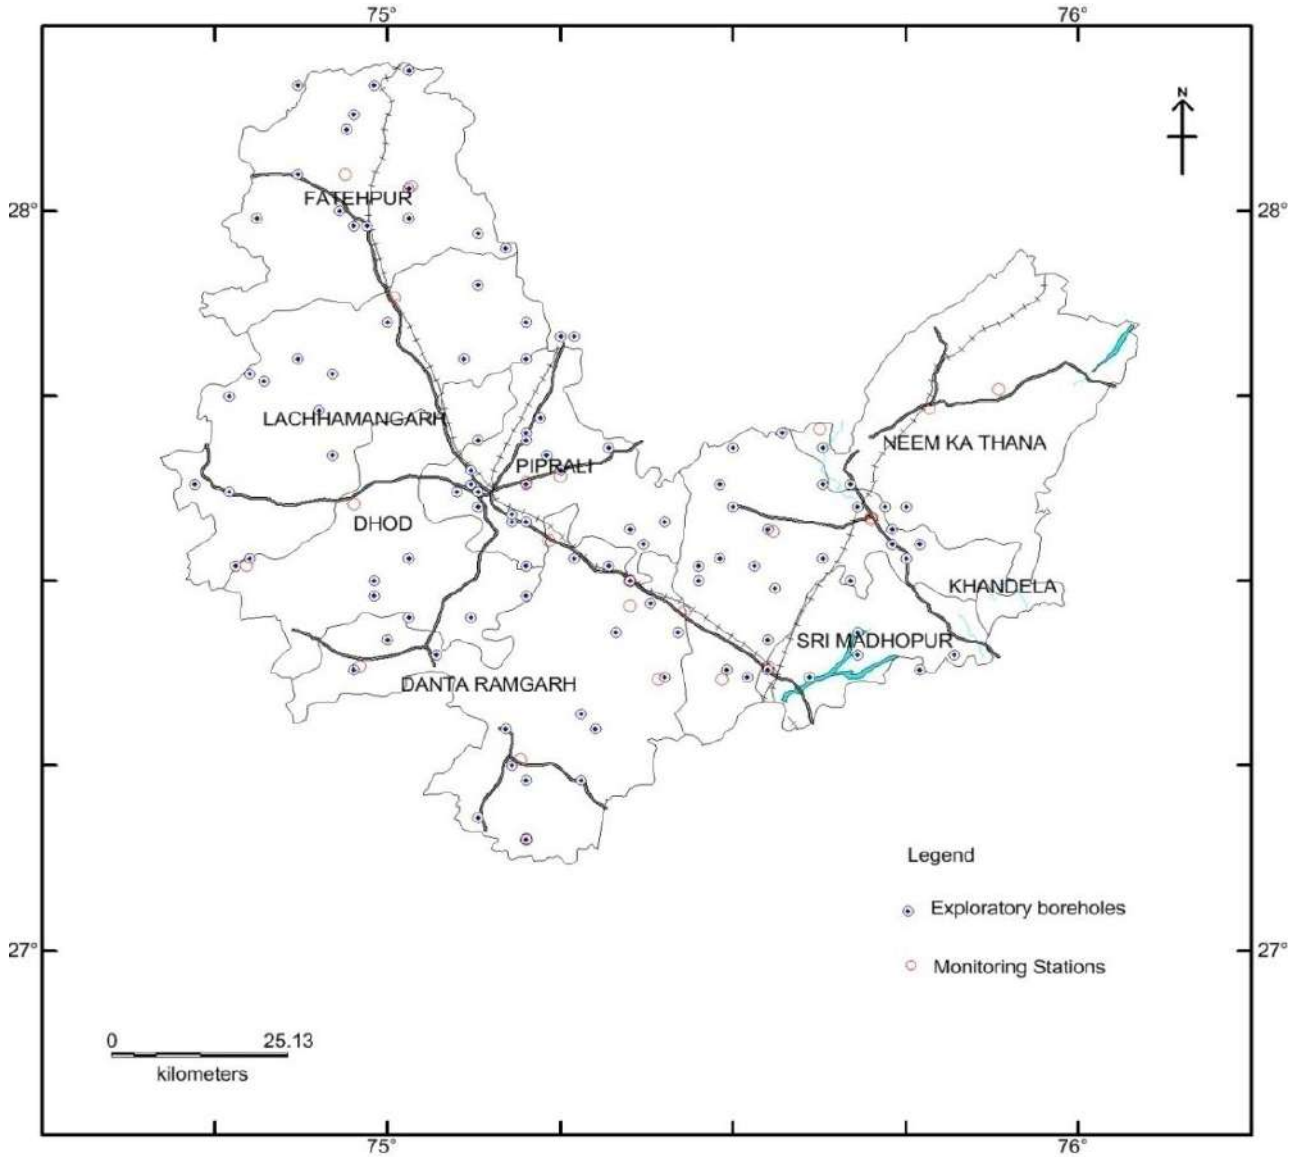 75° 76°
N
28° 28°
FATEHPUR
LACHHAMANGARH
NEEM KA THANA
PIPRALI
DHOD
KHANDELA
SRI MADHOPUR
DANTA RAMGARH
Legend
Exploratory boreholes
27° 27°
Monitoring Stations
0 25.13
kilometers
75° 76°